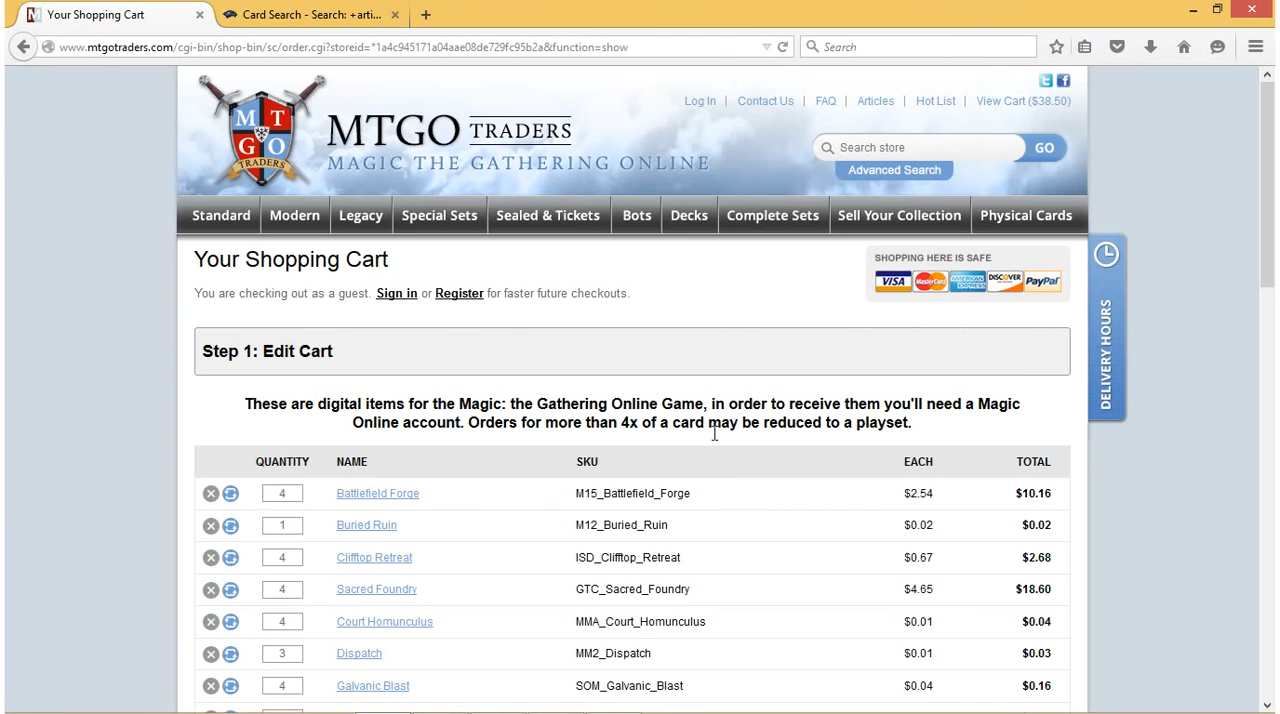 Your Shopping Cart
Card Search - Search: +arti...
www.mtgotraders.com/cgi-bin/shop-bin/sc/order.cgi?storeid=*1a4c945171a04aae08de729fc95b2a&function=show
Search
Log In | Contact Us | FAQ | Articles | Hot List | View Cart ($38.50)
MTGO TRADERS
MAGIC THE GATHERING ONLINE
M T
G O
TRADERS
Search store
GO
Advanced Search
Standard Modern Legacy Special Sets Sealed & Tickets Bots Decks Complete Sets Sell Your Collection Physical Cards
Your Shopping Cart
You are checking out as a guest. Sign in or Register for faster future checkouts.
SHOPPING HERE IS SAFE
VISA MasterCard AMERICAN EXPRESS DISCOVER PayPal
DELIVERY HOURS
Step 1: Edit Cart
These are digital items for the Magic: the Gathering Online Game, in order to receive them you'll need a Magic
Online account. Orders for more than 4x of a card may be reduced to a playset.
QUANTITY NAME SKU EACH TOTAL
4 Battlefield Forge M15_Battlefield_Forge $2.54 $10.16
1 Buried Ruin M12_Buried_Ruin $0.02 $0.02
4 Clifftop Retreat ISD_Clifftop_Retreat $0.67 $2.68
4 Sacred Foundry GTC_Sacred_Foundry $4.65 $18.60
4 Court Homunculus MMA_Court_Homunculus $0.01 $0.04
3 Dispatch MM2_Dispatch $0.01 $0.03
4 Galvanic Blast SOM_Galvanic_Blast $0.04 $0.16